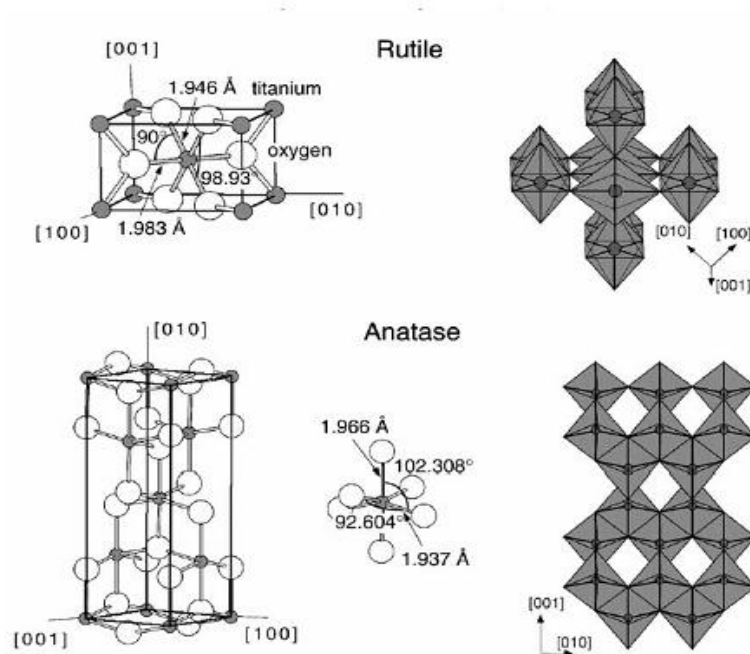 Rutile
[001]
1.946 Å
titanium
90°
oxygen
98.93
[010]
[100]
1.983 Å
[010]
[100]
[001]
Anatase
[010]
1.966 Å
102.308°
92.604°
1.937 Å
[001]
[100]
[001]
[010]